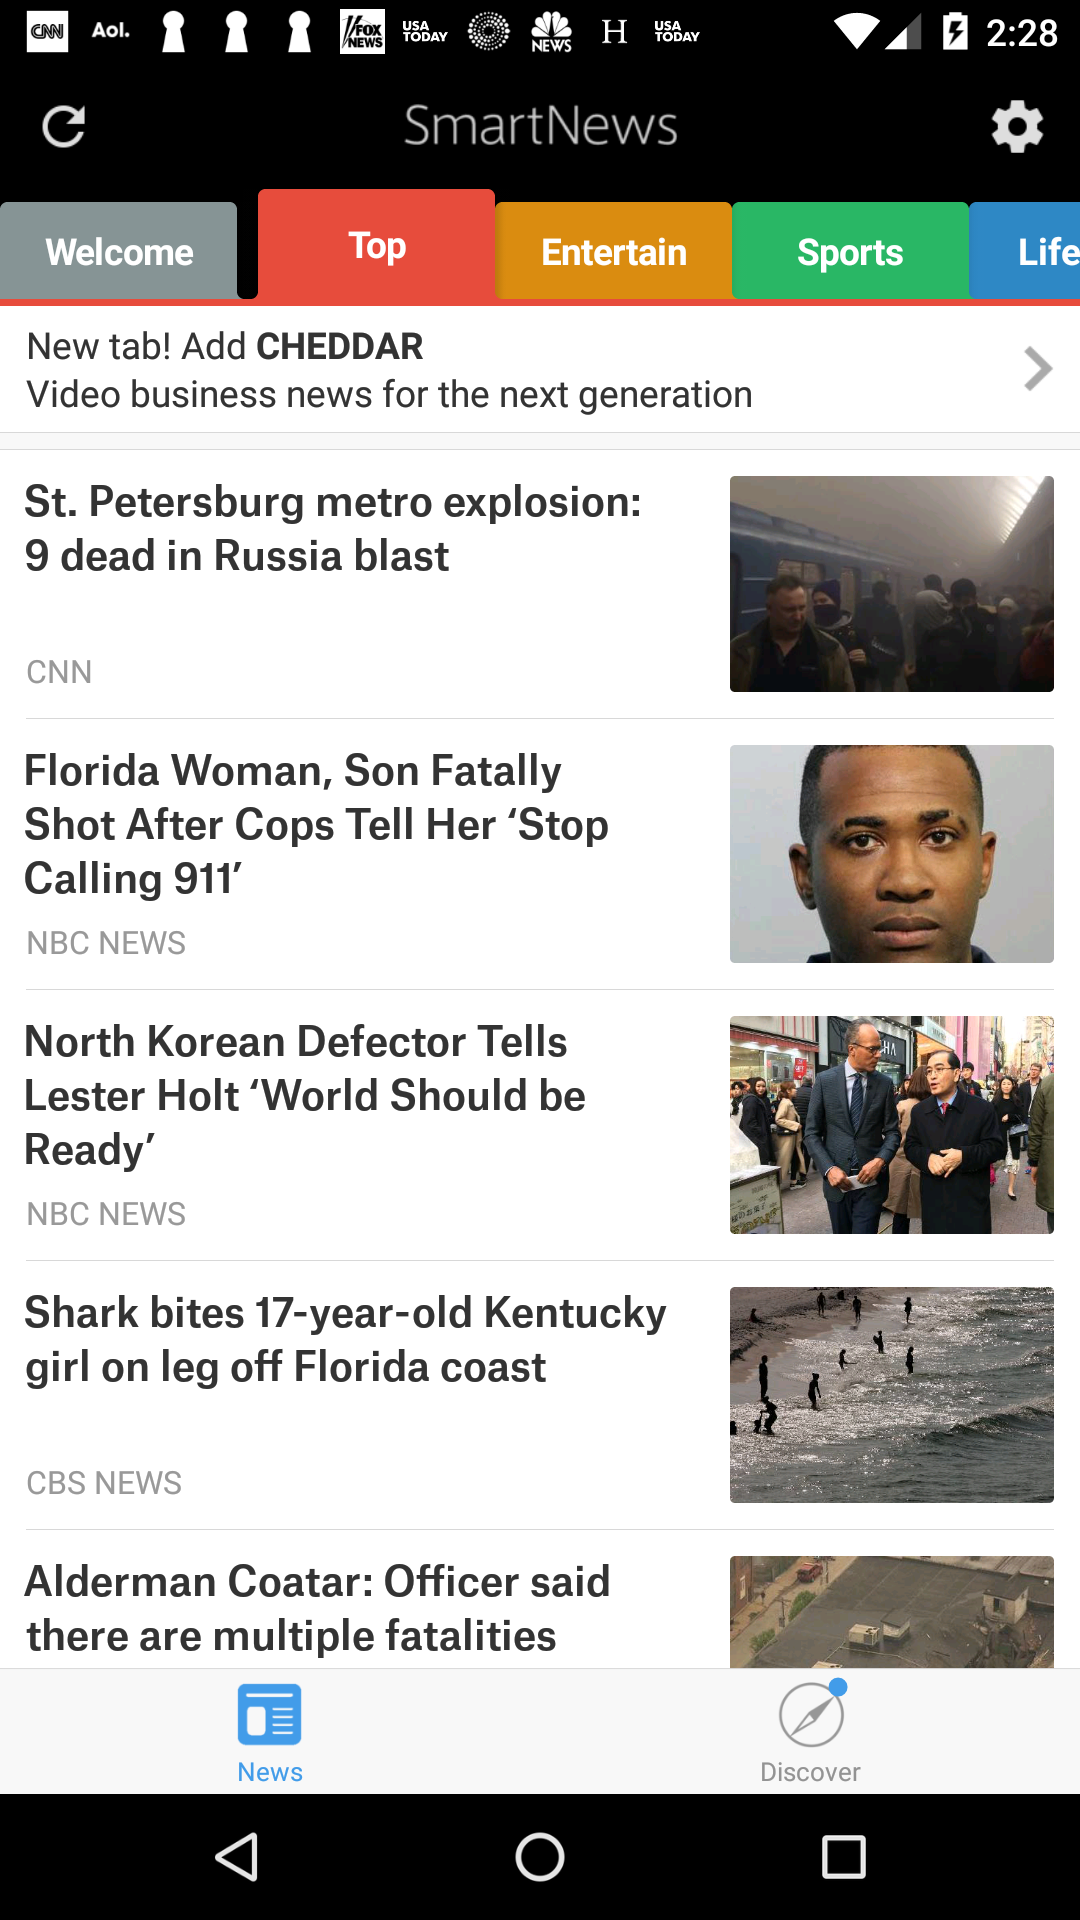 CNN Aol. FOX NEWS USA TODAY NEWS H USA TODAY 2:28
SmartNews
Welcome Top Entertain Sports Life
New tab! Add CHEDDAR
Video business news for the next generation
St. Petersburg metro explosion:
9 dead in Russia blast
CNN
Florida Woman, Son Fatally
Shot After Cops Tell Her ‘Stop
Calling 911’
NBC NEWS
North Korean Defector Tells
Lester Holt ‘World Should be
Ready’
NBC NEWS
Shark bites 17-year-old Kentucky
girl on leg off Florida coast
CBS NEWS
Alderman Coatar: Officer said
there are multiple fatalities
News Discover